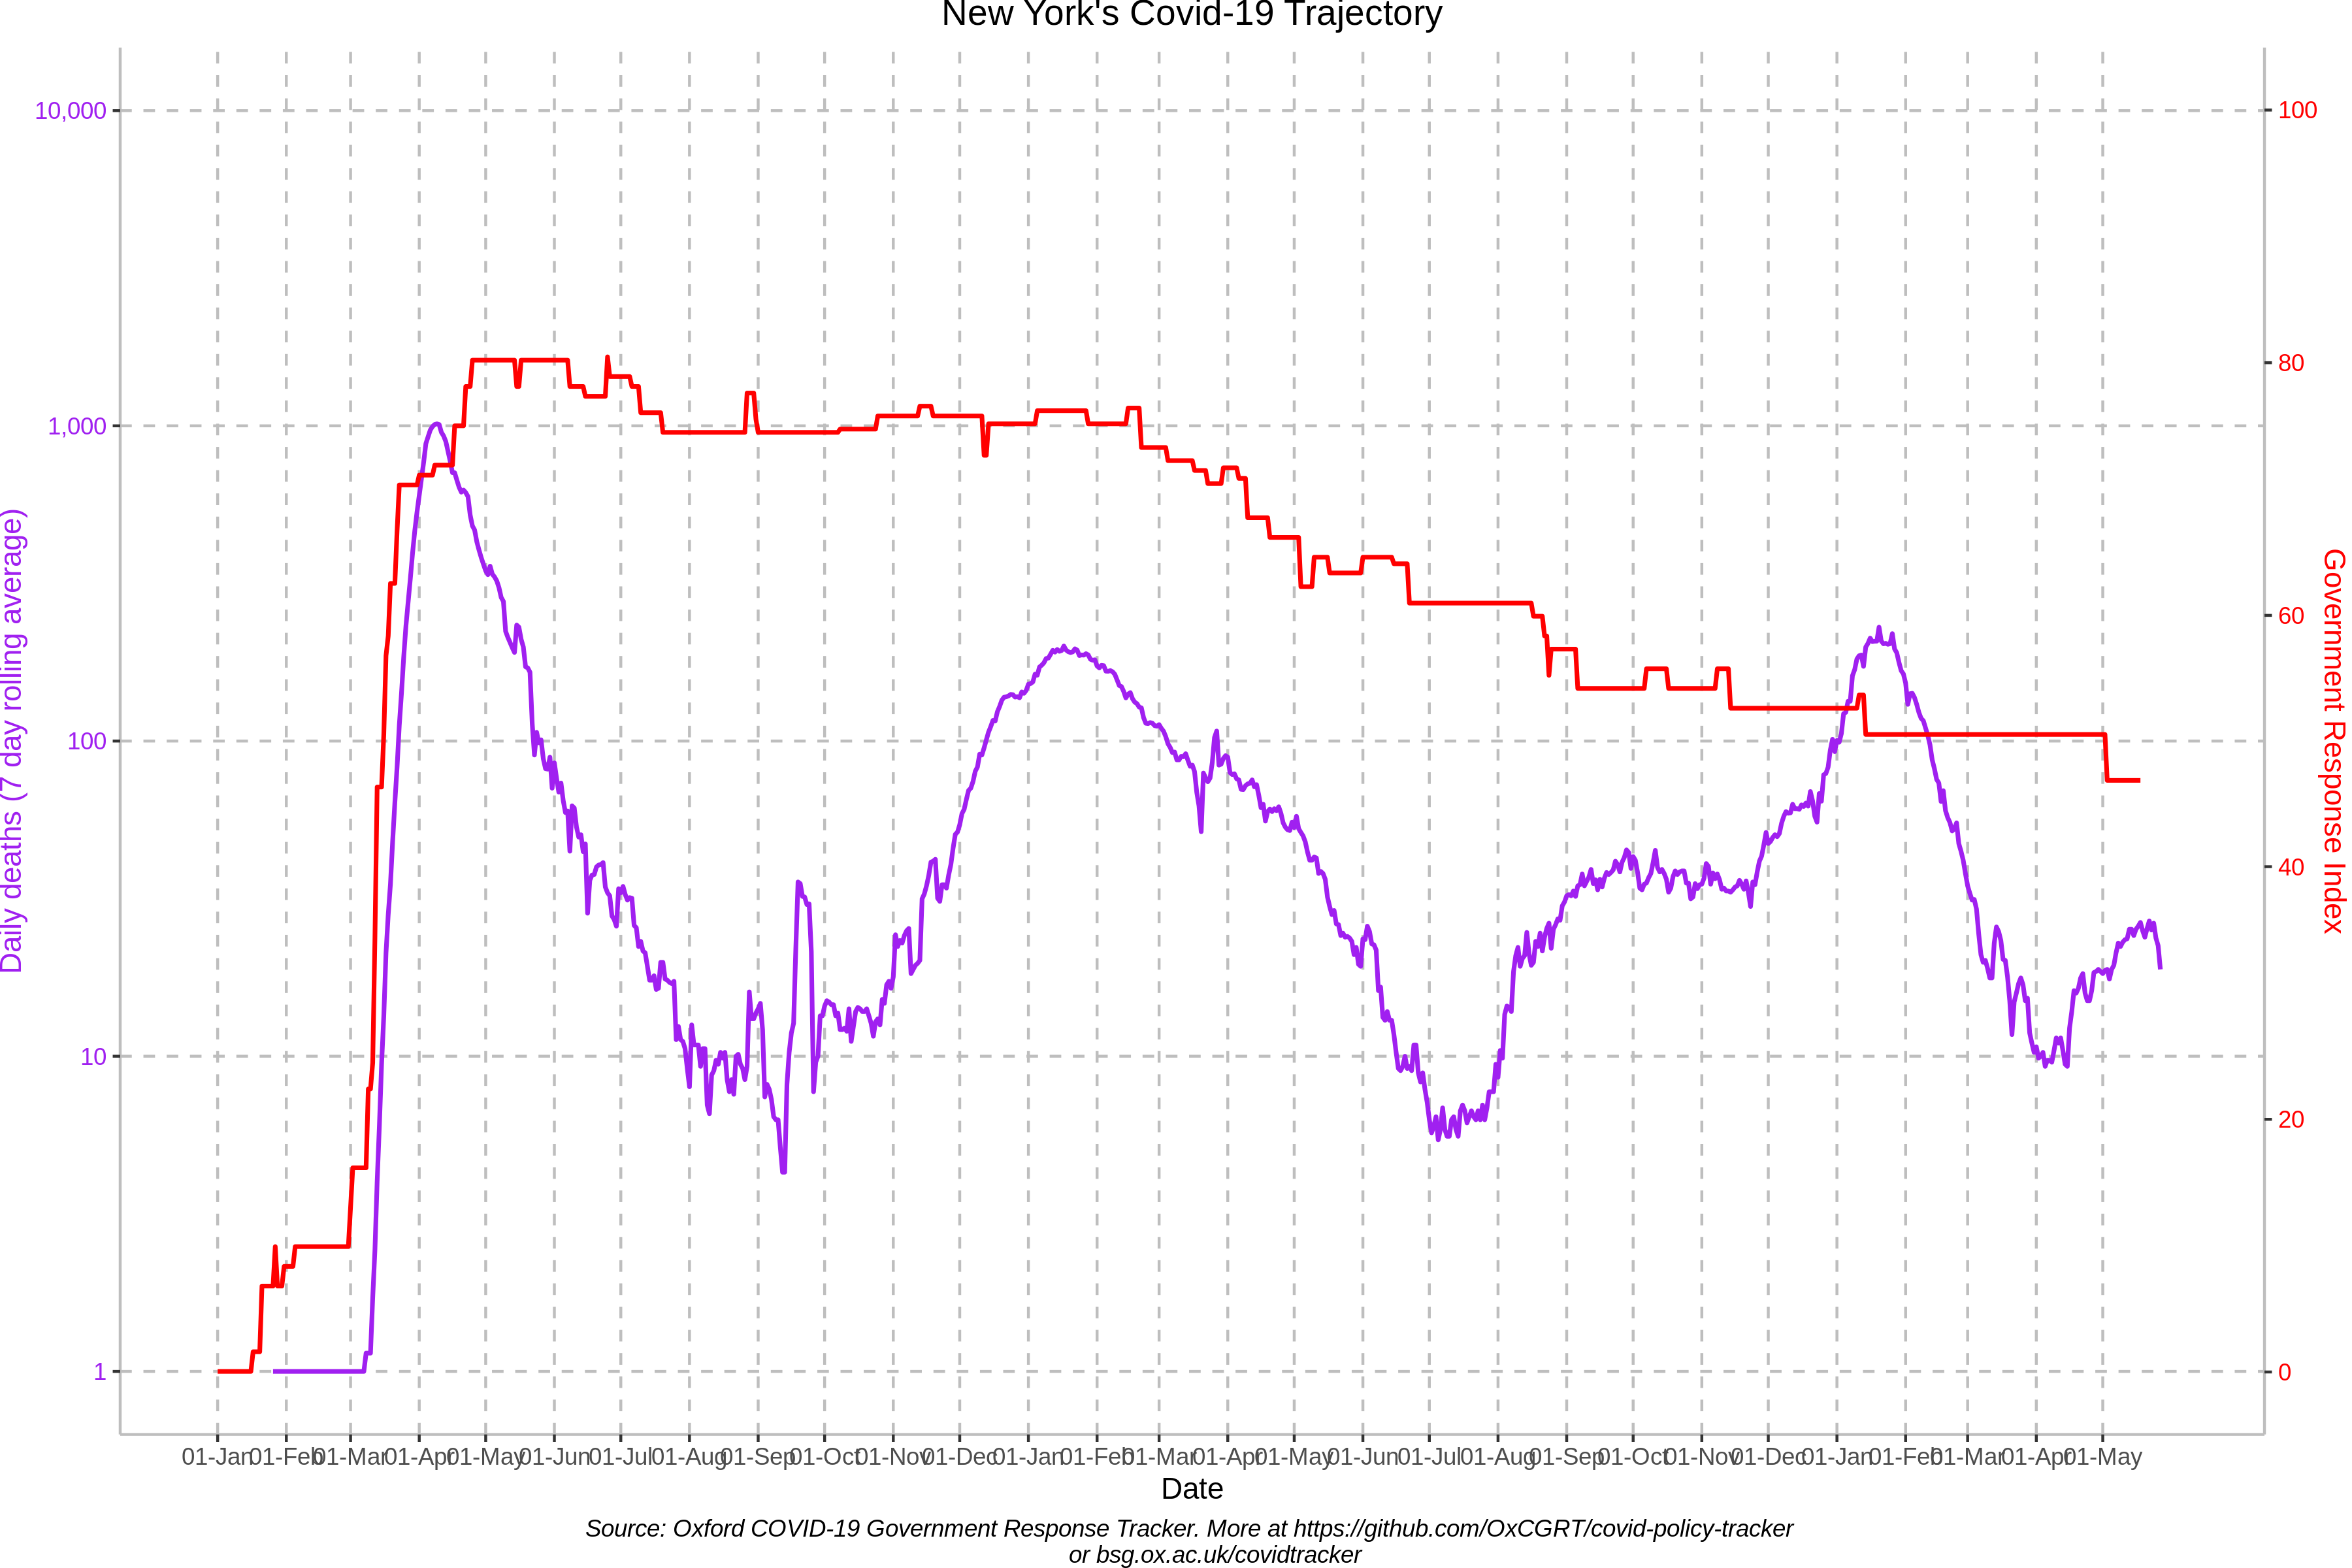 New York's Covid-19 Trajectory
10,000
1,000
100
10
1
Daily deaths (7 day rolling average)
100
80
60
40
20
0
Government Response Index
01-Jan 01-Feb 01-Mar 01-Apr 01-May 01-Jun 01-Jul 01-Aug 01-Sep 01-Oct 01-Nov 01-Dec 01-Jan 01-Feb 01-Mar 01-Apr 01-May 01-Jun 01-Jul 01-Aug 01-Sep 01-Oct 01-Nov 01-Dec 01-Jan 01-Feb 01-Mar 01-Apr 01-May
Date
Source: Oxford COVID-19 Government Response Tracker. More at https://github.com/OxCGRT/covid-policy-tracker
or bsg.ox.ac.uk/covidtracker